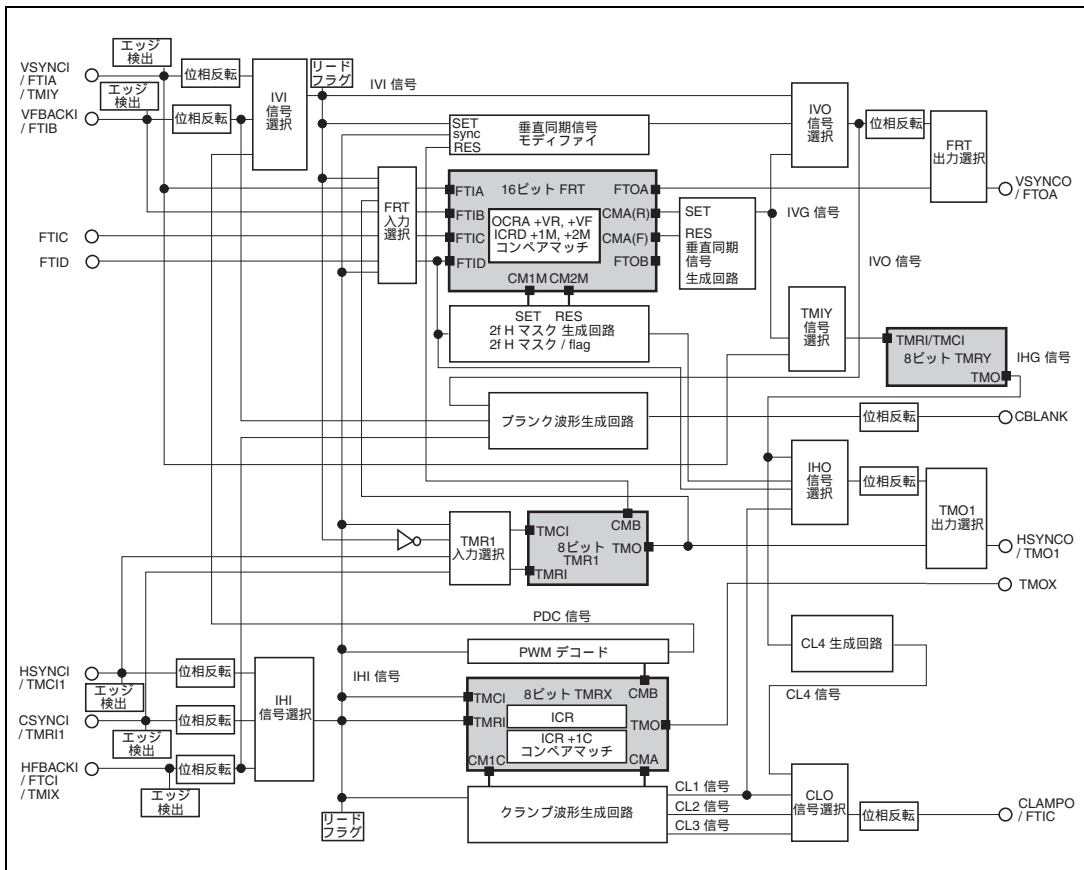 エッジ
検出
VSYNCI
/ FTIA
/ TMIY
位相反転
エッジ
検出
VFBACKI
/ FTIB
位相反転
IVI
信号
選択
リード
フラグ
IVI 信号
SET
sync
RES
垂直同期信号
モディファイ
IVO
信号
選択
位相反転
FRT
出力選択
VSYNCO
/ FTOA
FTIC
FTID
FRT
入力
選択
FTIA
FTIB
FTIC
FTID
16ビット FRT
OCRA +VR, +VF
ICRD +1M, +2M
コンペアマッチ
FTOA
CMA(R)
CMA(F)
FTOB
CM1M
CM2M
SET
RES
垂直同期
信号
生成回路
IVG 信号
IVO 信号
SET RES
2f H マスク 生成回路
2f H マスク / flag
TMIY
信号
選択
TMRI/TMCI
8ビット TMRY
TMO
IHG 信号
ブランク波形生成回路
位相反転
CBLANK
IHO
信号
選択
位相反転
TMO1
出力選択
HSYNCO
/ TMO1
TMR1
入力選択
TMCI
TMRI
8ビット
TMR1
CMB
TMO
TMOX
PDC 信号
PWM デコード
CL4 生成回路
CL4 信号
HSYNCI
/ TMCI1
エッジ
検出
位相反転
CSYNCI
/ TMRI1
エッジ
検出
位相反転
HFBACKI
/ FTCI
/ TMIX
エッジ
検出
位相反転
IHI
信号選択
IHI 信号
TMCI
TMRI
8ビット TMRX
ICR
ICR +1C
コンペアマッチ
CMB
TMO
CM1C
CMA
リード
フラグ
クランプ波形生成回路
CL1 信号
CL2 信号
CL3 信号
CLO
信号選択
位相反転
CLAMPO
/ FTIC